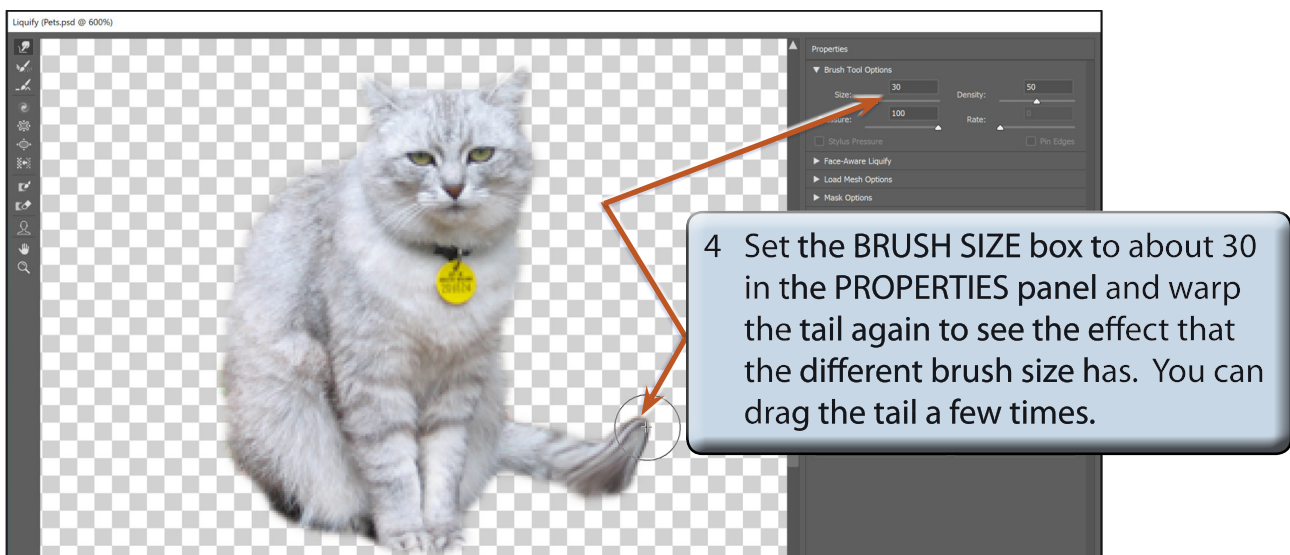 Liquify (Pets.psd @ 600%)
Properties
Brush Tool Options
Size: 30 Density: 50
100 Rate: 0
Stylus Pressure Pin Edges
Face-Aware Liquify
Load Mesh Options
Mask Options
4 Set the BRUSH SIZE box to about 30
in the PROPERTIES panel and warp
the tail again to see the effect that
the different brush size has. You can
drag the tail a few times.